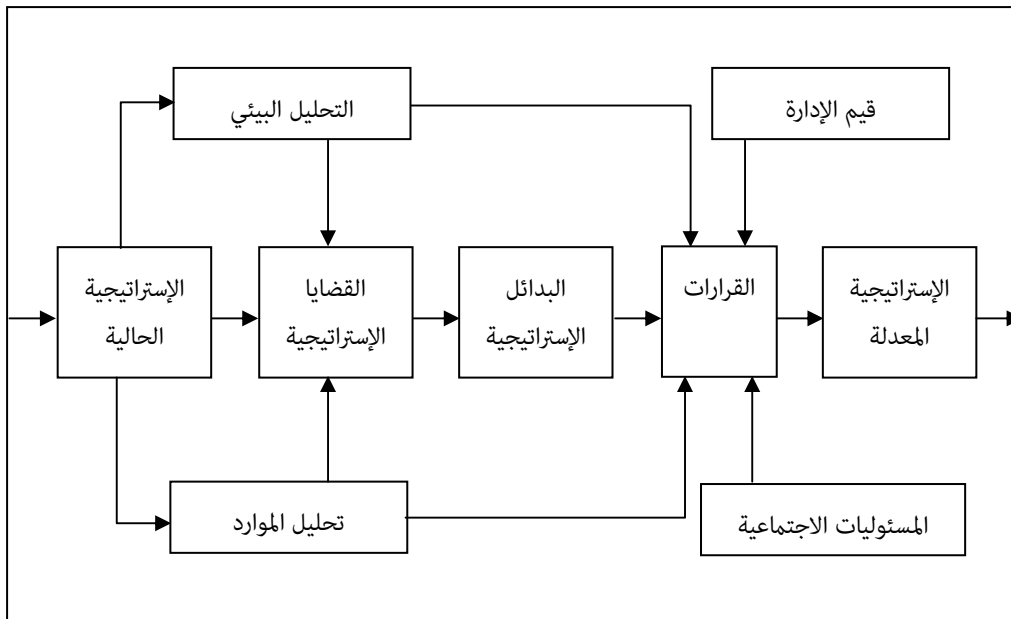 التحليل البيئي
قيم الإدارة
الإستراتيجية
الحالية
القضايا
الإستراتيجية
البدائل
الإستراتيجية
القرارات
الإستراتيجية
المعدلة
تحليل الموارد
المسئوليات الاجتماعية